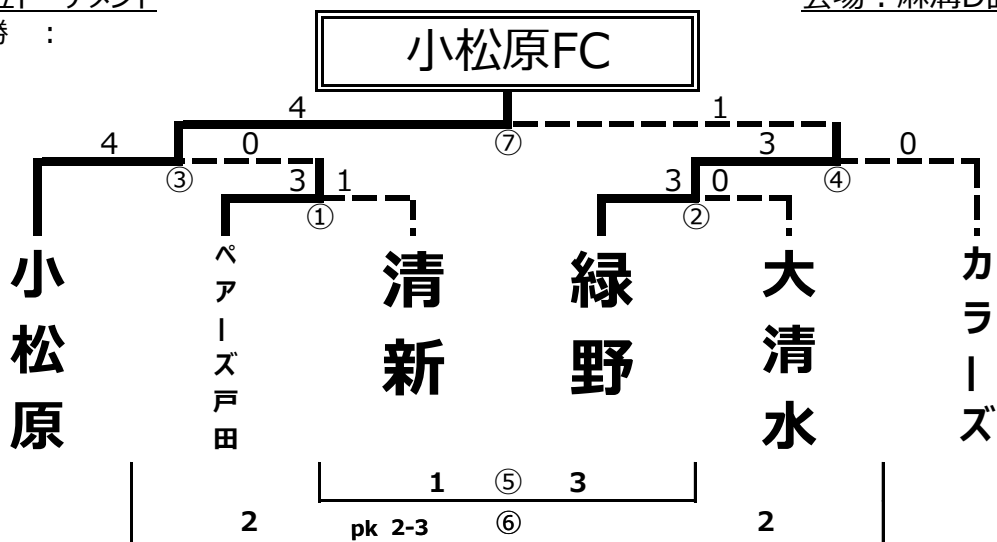 勝 :
小松原FC
4 1
⑦
4 0 3 0
③ ④
3 1 3 0
① ②
小松原
ペアーズ戸田
清新
緑野
大清水
カラーズ
1 ⑤ 3
2 pk 2-3 ⑥ 2